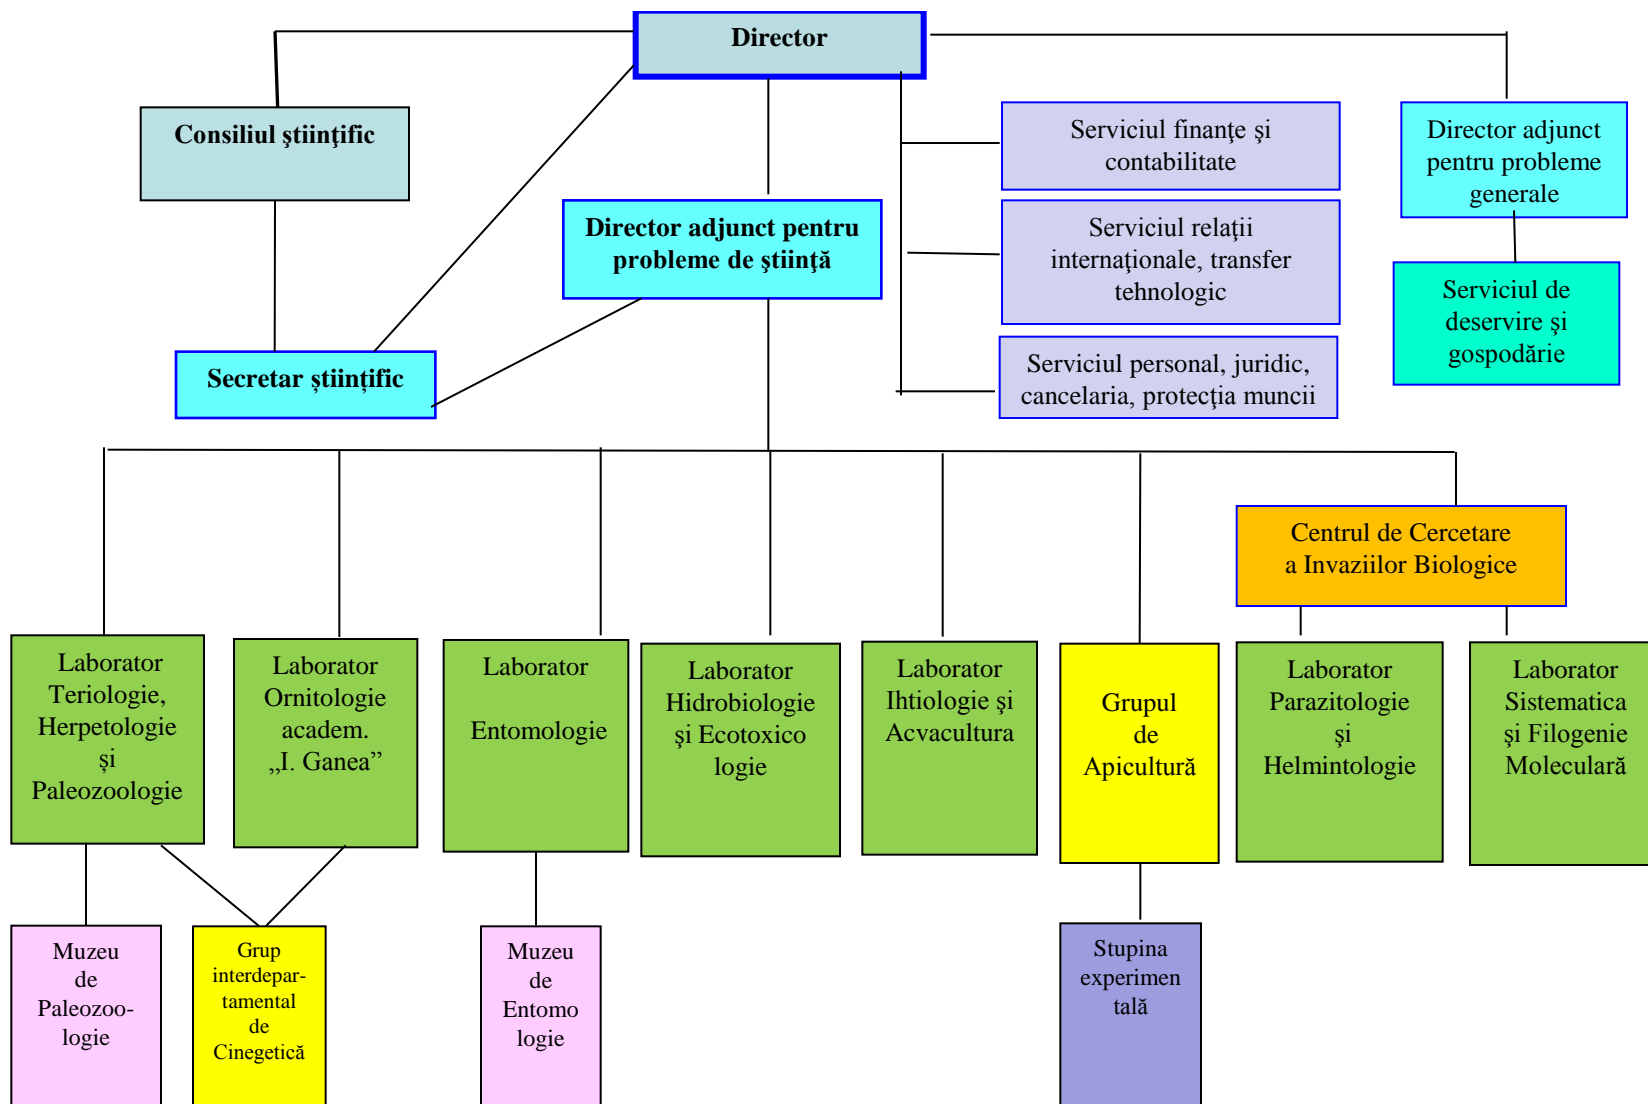 Director
Consiliul ştiinţific
Serviciul finanţe şi
contabilitate
Director adjunct
pentru probleme
generale
Director adjunct pentru
probleme de ştiinţă
Serviciul relaţii
internaţionale, transfer
tehnologic
Serviciul de
deservire şi
gospodărie
Secretar științific
Serviciul personal, juridic,
cancelaria, protecţia muncii
Centrul de Cercetare
a Invaziilor Biologice
Laborator
Teriologie,
Herpetologie
și
Paleozoologie
Laborator
Ornitologie
academ.
„I. Ganea”
Laborator
Entomologie
Laborator
Hidrobiologie
şi Ecotoxico
logie
Laborator
Ihtiologie şi
Acvacultura
Grupul
de
Apicultură
Laborator
Parazitologie
şi
Helmintologie
Laborator
Sistematica
şi Filogenie
Moleculară
Muzeu
de
Paleozoo-
logie
Grup
interdepar-
tamental
de
Cinegetică
Muzeu
de
Entomo
logie
Stupina
experimen
tală